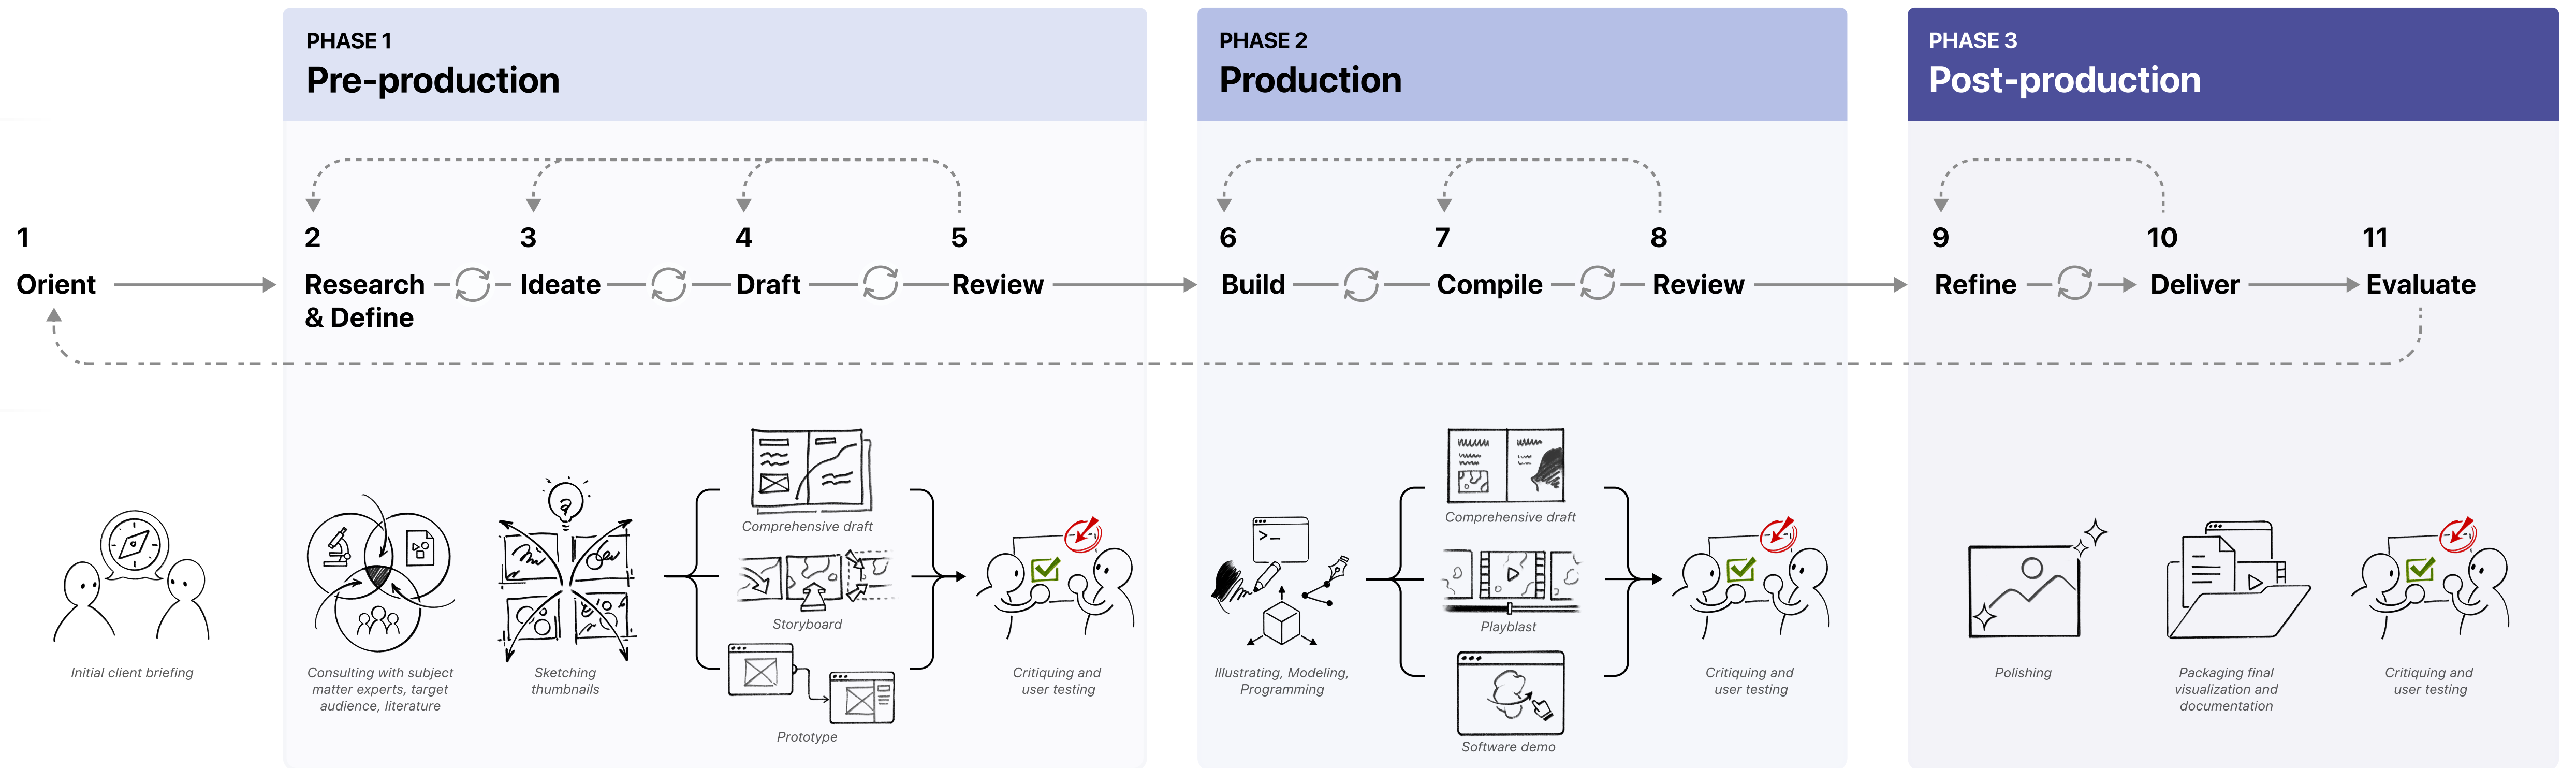 PHASE 1
Pre-production
PHASE 2
Production
PHASE 3
Post-production
1
Orient
2
Research
& Define
3
Ideate
4
Draft
5
Review
6
Build
7
Compile
8
Review
9
Refine
10
Deliver
11
Evaluate
Initial client briefing
Consulting with subject
matter experts, target
audience, literature
Sketching
thumbnails
Comprehensive draft
Storyboard
Prototype
Critiquing and
user testing
>_
Illustrating, Modeling,
Programming
Comprehensive draft
Playblast
Software demo
Critiquing and
user testing
Polishing
Packaging final
visualization and
documentation
Critiquing and
user testing